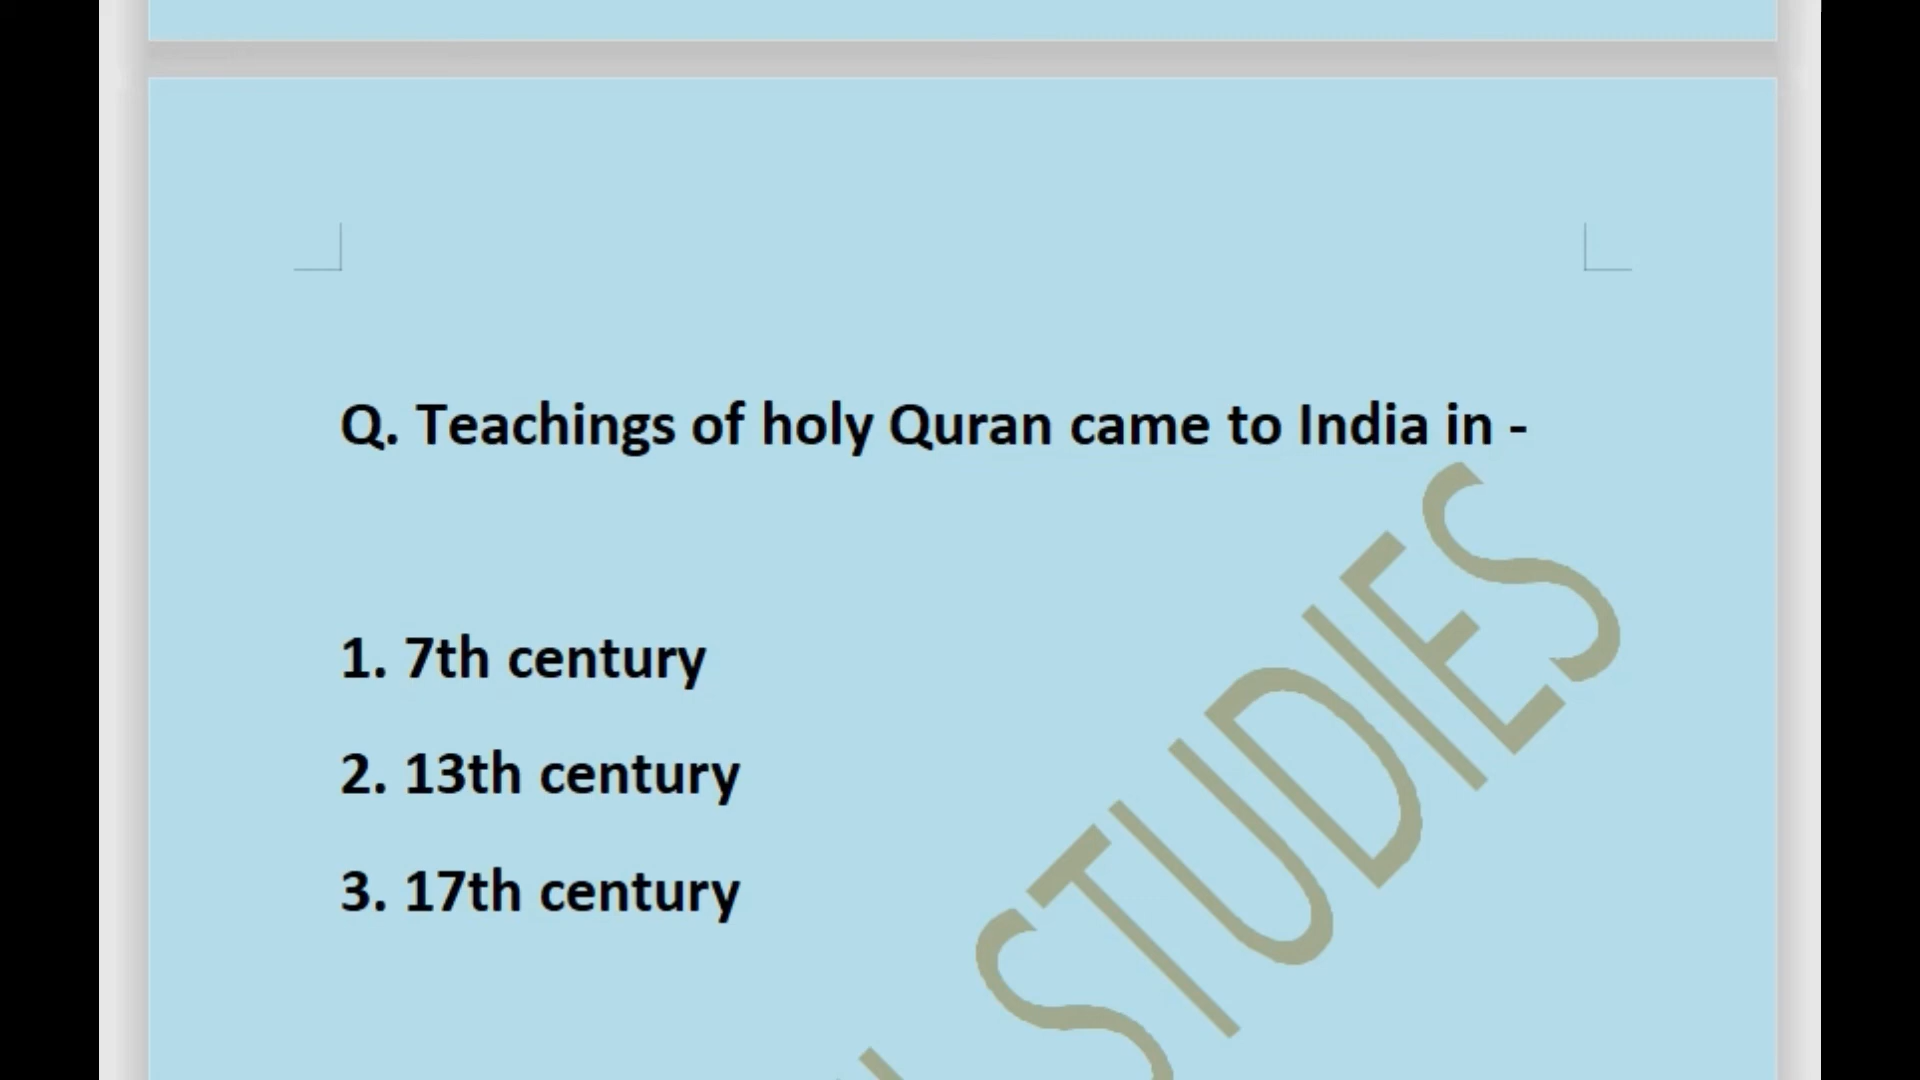 Q. Teachings of holy Quran came to India in -
1. 7th century
2. 13th century
3. 17th century
STUDIES